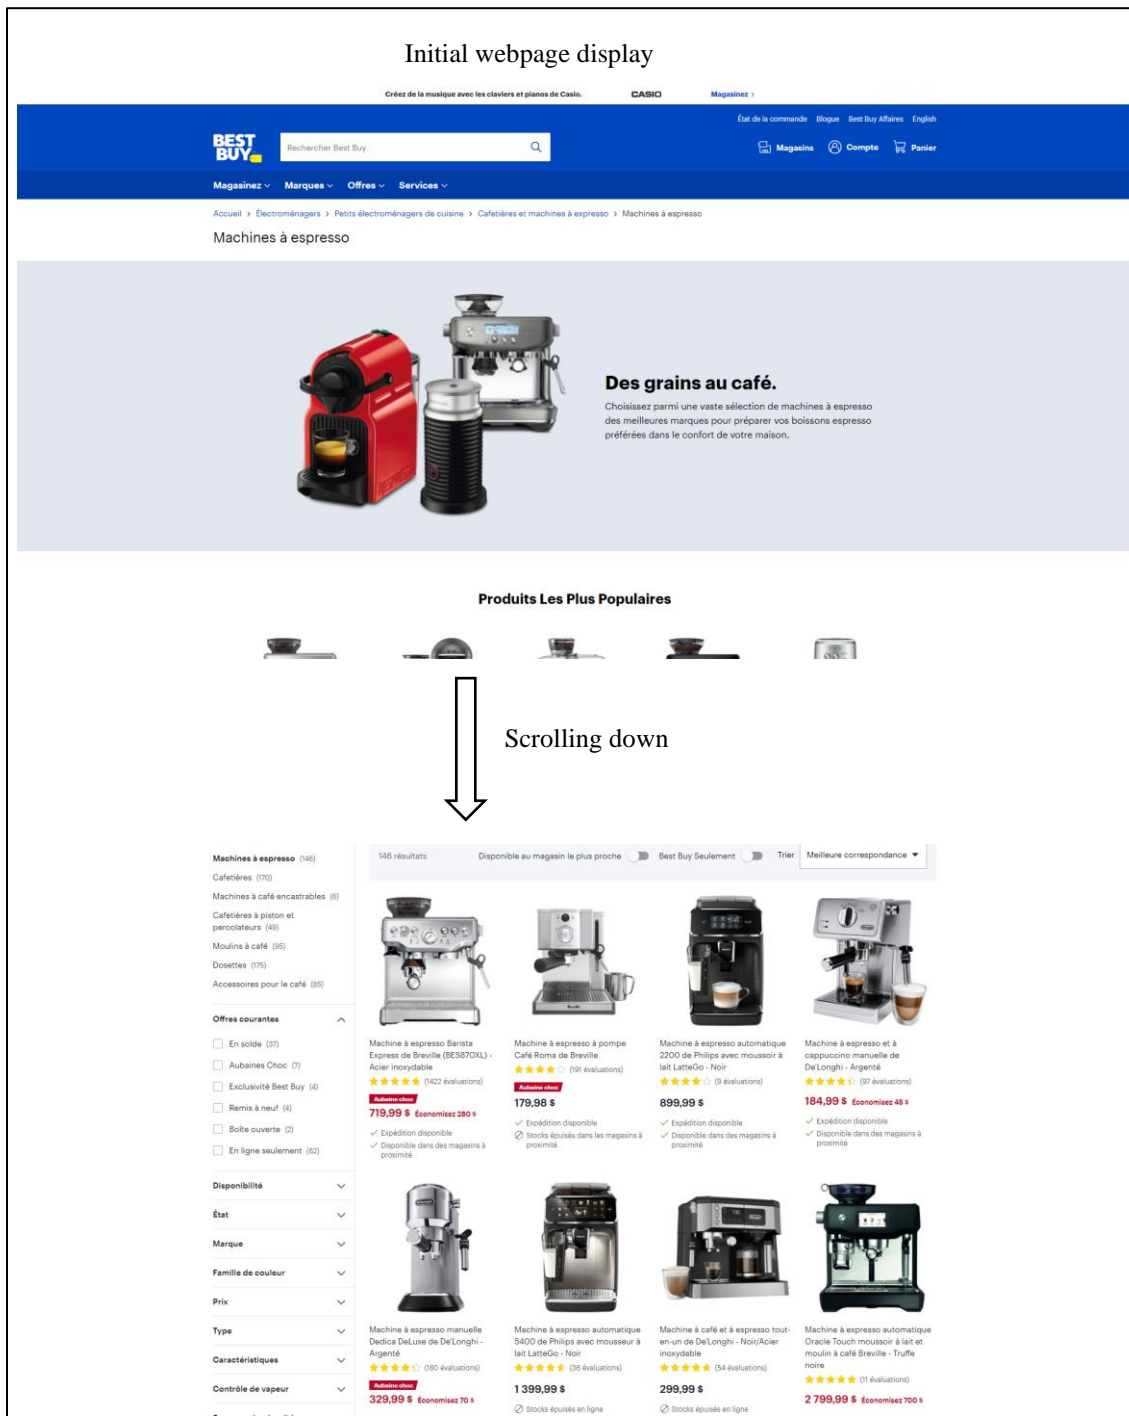 Initial webpage display
Créez de la musique avec les claviers et pianos de Casio. CASIO Magasinez >
État de la commande Blogue Best Buy Affaires English
BEST BUY
Rechercher Best Buy
Magasins Compte Panier
Magasinez Marques Offres Services
Accueil > Électroménagers > Petits électroménagers de cuisine > Cafetières et machines à expresso > Machines à espresso
Machines à espresso
Des grains au café.
Choisissez parmi une vaste sélection de machines à espresso
des meilleures marques pour préparer vos boissons espresso
préférées dans le confort de votre maison.
Produits Les Plus Populaires
Scrolling down
Machines à espresso (146)
Cafetières (170)
Machines à café encastrables (6)
Cafetières à piston et
percolateurs (49)
Moulins à café (95)
Dosettes (175)
Accessoires pour le café (85)
Offres courantes
En solde (37)
Aubaines Choc (7)
Exclusivité Best Buy (4)
Remis à neuf (4)
Boîte ouverte (2)
En ligne seulement (62)
Disponibilité
État
Marque
Famille de couleur
Prix
Type
Caractéristiques
Contrôle de vapeur
146 résultats Disponible au magasin le plus proche Best Buy Seulement Trier Meilleure correspondance
Machine à espresso Barista
Express de Breville (BES870XL) -
Acier inoxydable
(1422 évaluations)
Aubaine choc
719,99 $ Économisez 280 $
Expédition disponible
Disponible dans des magasins à
proximité
Machine à espresso à pompe
Café Roma de Breville
(191 évaluations)
Aubaine choc
179,98 $
Expédition disponible
Stocks épuisés dans les magasins à
proximité
Machine à espresso automatique
2200 de Philips avec moussoir à
lait LatteGo - Noir
(9 évaluations)
899,99 $
Expédition disponible
Disponible dans des magasins à
proximité
Machine à espresso et à
cappuccino manuelle de
De'Longhi - Argenté
(97 évaluations)
184,99 $ Économisez 45 $
Expédition disponible
Disponible dans des magasins à
proximité
Machine à espresso manuelle
Dedica DeLuxe de De'Longhi -
Argenté
(180 évaluations)
Aubaine choc
329,99 $ Économisez 70 $
Machine à espresso automatique
5400 de Philips avec mousseur à
lait LatteGo - Noir
(36 évaluations)
1 399,99 $
Stocks épuisés en ligne
Machine à café et à espresso tout-
en-un de De'Longhi - Noir/Acier
inoxydable
(54 évaluations)
299,99 $
Stocks épuisés en ligne
Machine à expresso automatique
Oracle Touch moussoir à lait et
moulin à café Breville - Truffe
noire
(11 évaluations)
2 799,99 $ Économisez 700 $